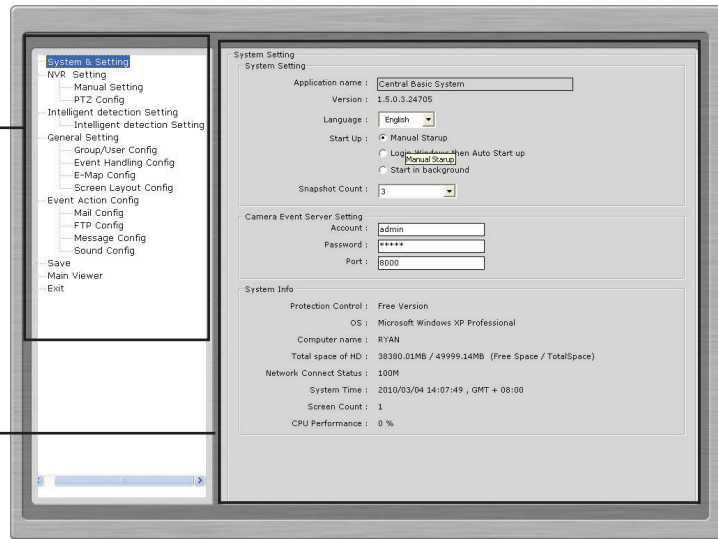 System & Setting
NVR Setting
Manual Setting
PTZ Config
Intelligent detection Setting
Intelligent detection Setting
General Setting
Group/User Config
Event Handling Config
E-Map Config
Screen Layout Config
Event Action Config
Mail Config
FTP Config
Message Config
Sound Config
Save
Main Viewer
Exit
System Setting
System Setting
Application name : Central Basic System
Version : 1.5.0.3.24705
Language : English
Start Up : Manual Starup
Login Windows then Auto Start up
Manual Starup
Start in background
Snapshot Count : 3
Camera Event Server Setting
Account : admin
Password : *****
Port : 8000
System Info
Protection Control : Free Version
OS : Microsoft Windows XP Professional
Computer name : RYAN
Total space of HD : 38380.01MB / 49999.14MB (Free Space / TotalSpace)
Network Connect Status : 100M
System Time : 2010/03/04 14:07:49 , GMT + 08:00
Screen Count : 1
CPU Performance : 0 %